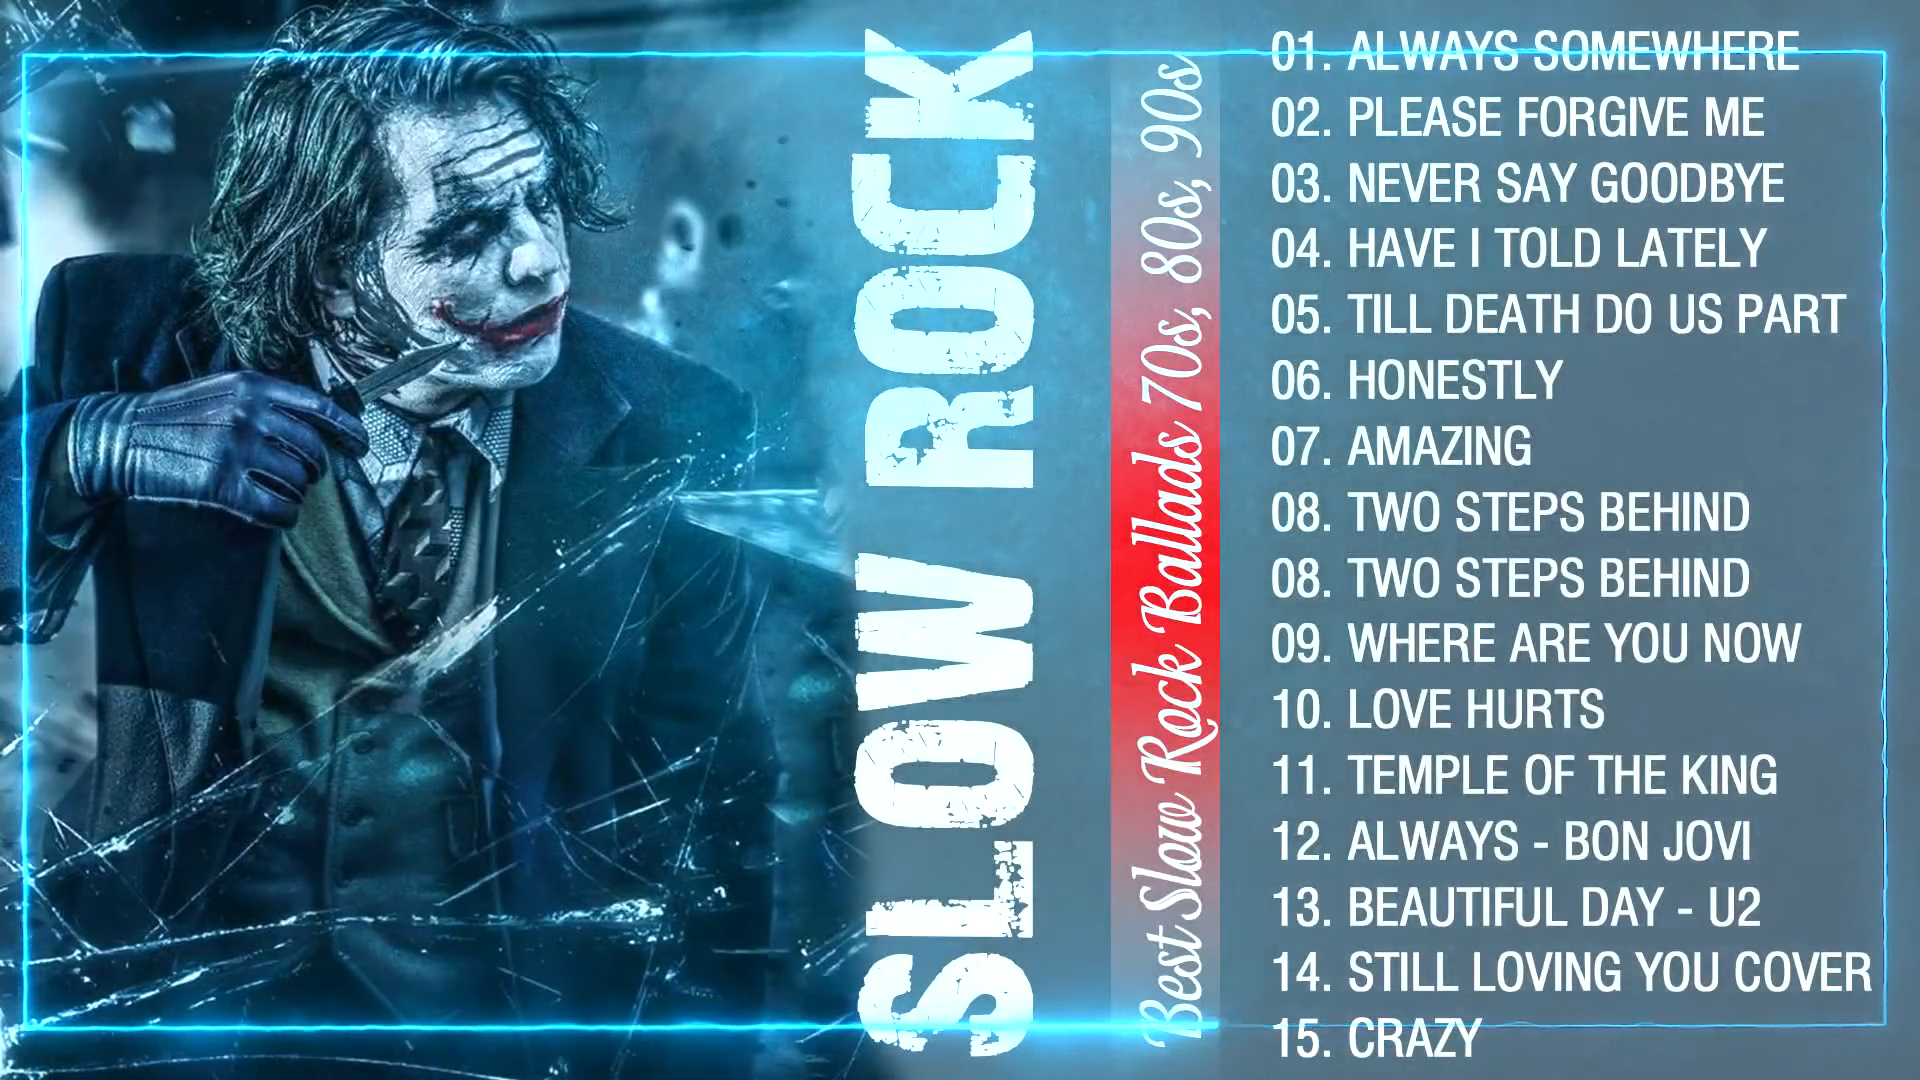 SLOW ROCK
Best Slow Rock Ballads 70s, 80s, 90s
01. ALWAYS SOMEWHERE
02. PLEASE FORGIVE ME
03. NEVER SAY GOODBYE
04. HAVE I TOLD LATELY
05. TILL DEATH DO US PART
06. HONESTLY
07. AMAZING
08. TWO STEPS BEHIND
08. TWO STEPS BEHIND
09. WHERE ARE YOU NOW
10. LOVE HURTS
11. TEMPLE OF THE KING
12. ALWAYS - BON JOVI
13. BEAUTIFUL DAY - U2
14. STILL LOVING YOU COVER
15. CRAZY